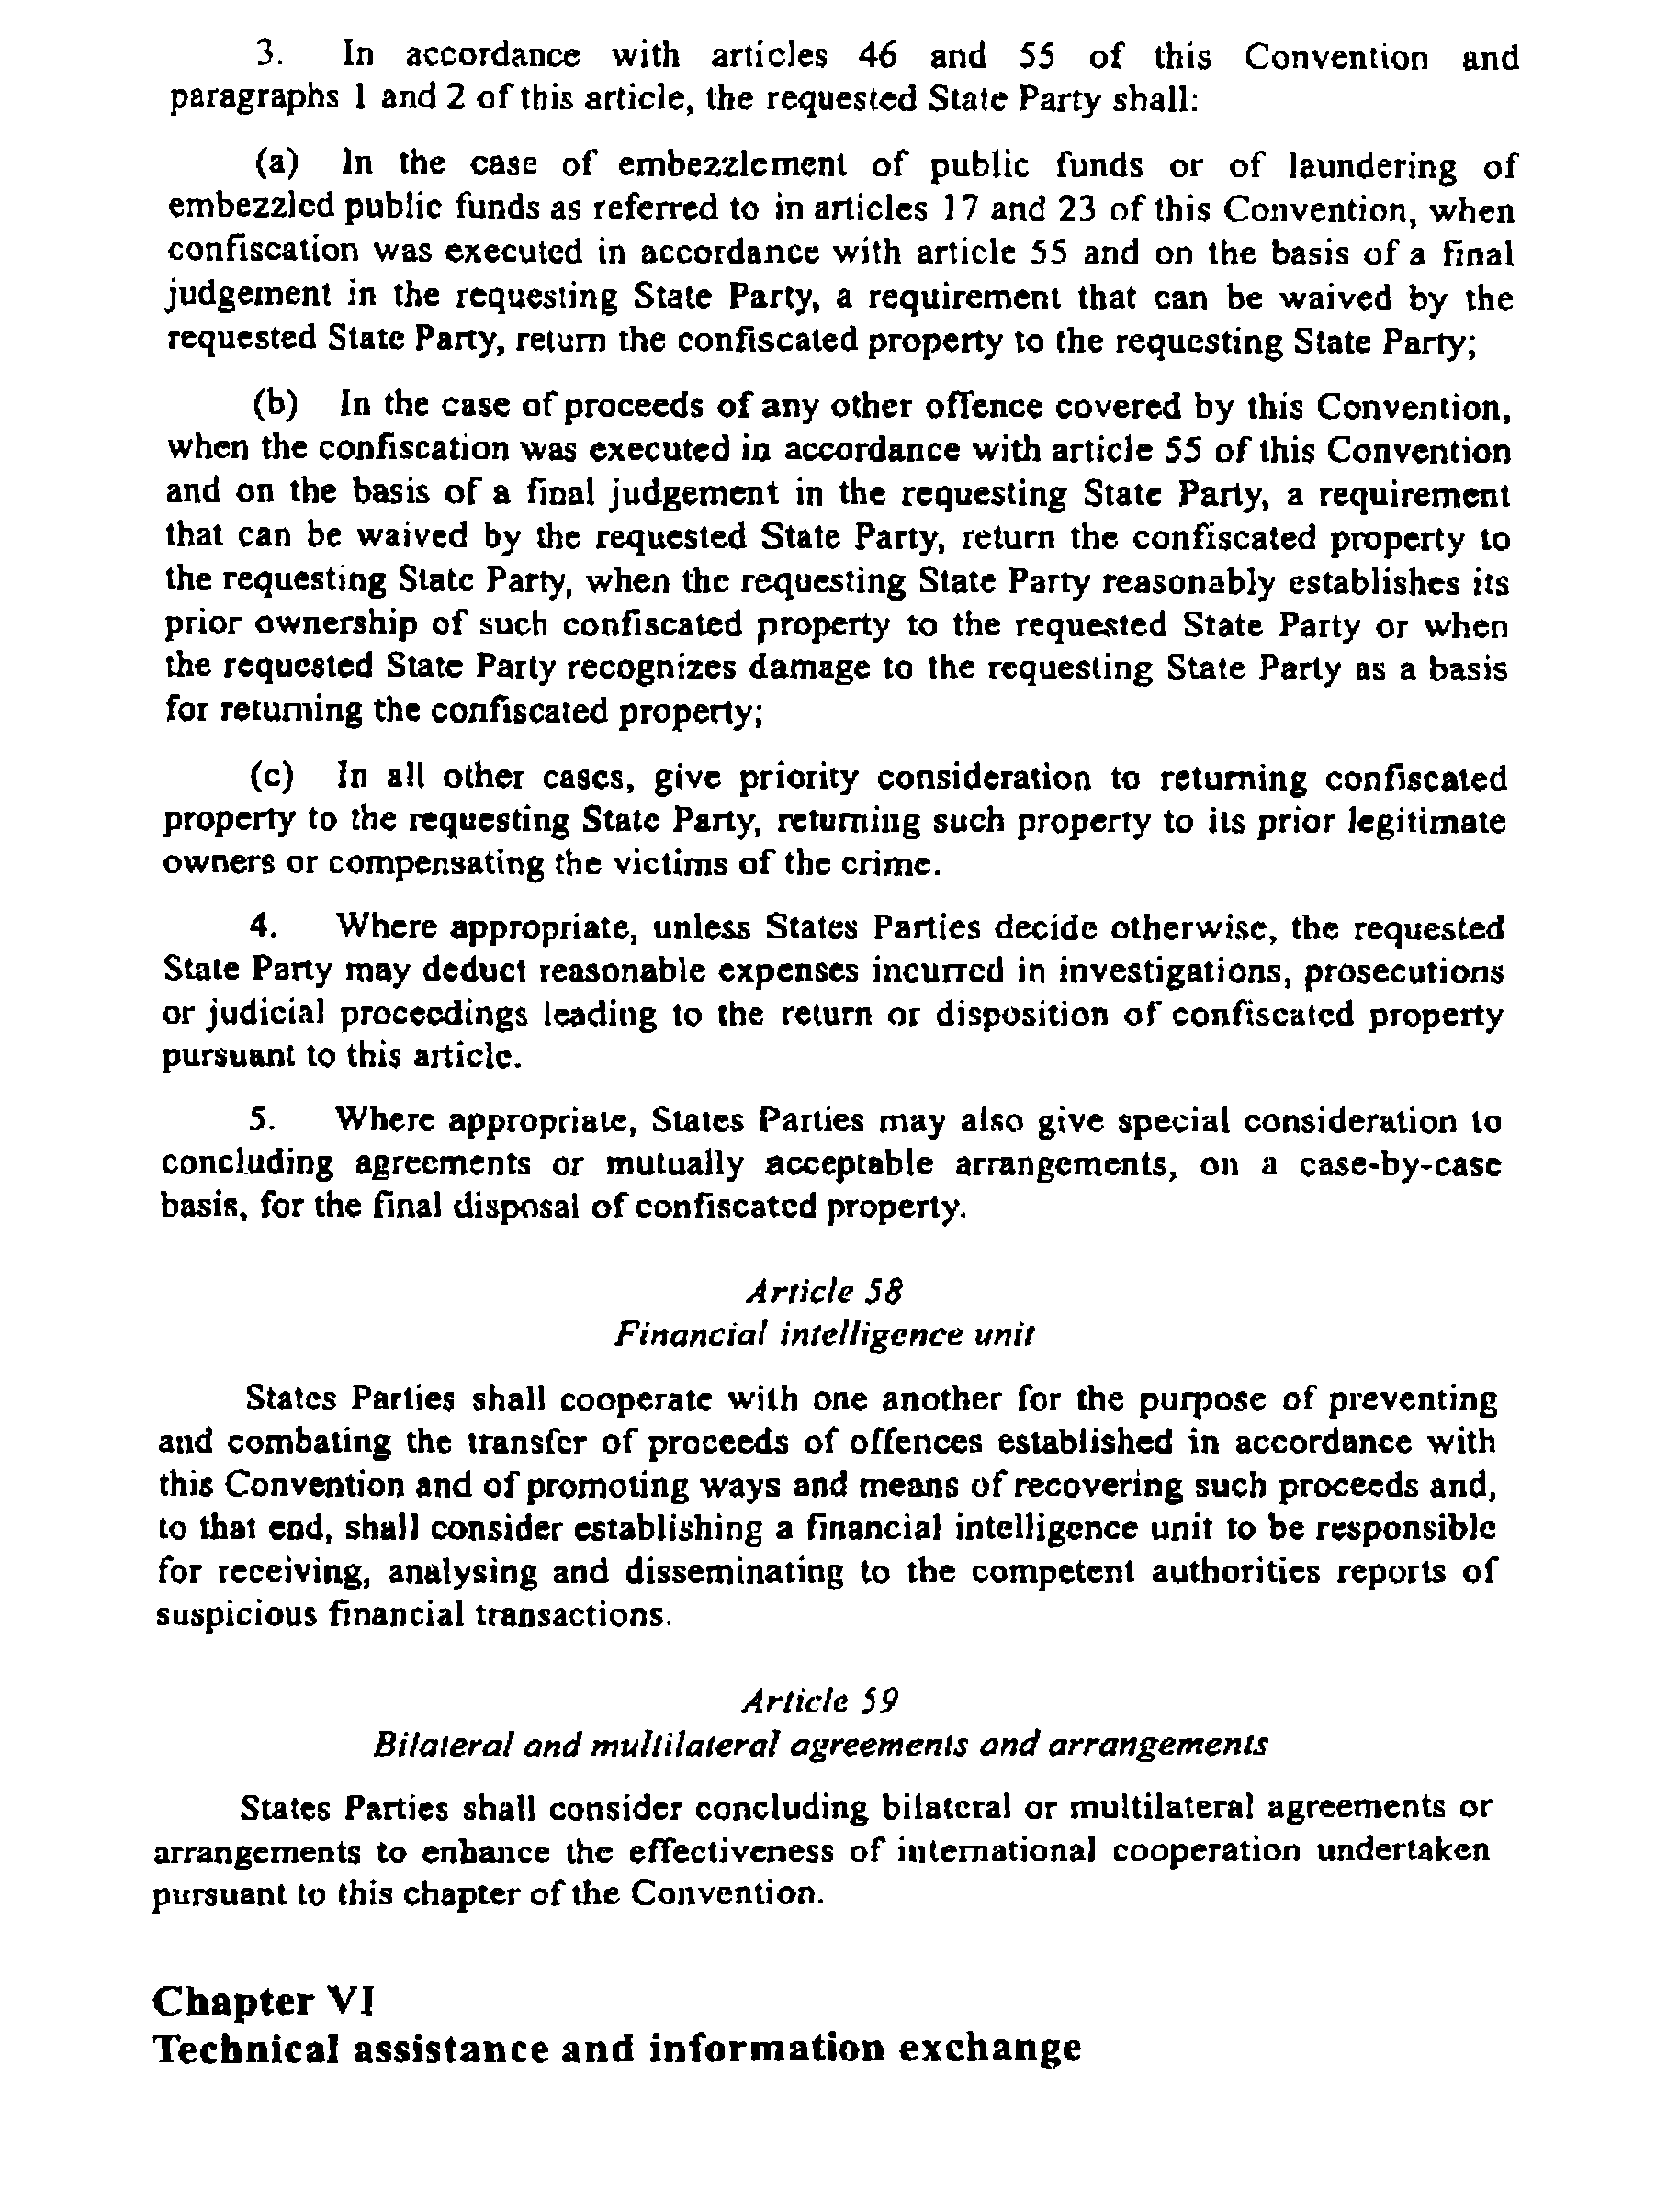 3. In accordance with articles 46 and 55 of this Convention and
paragraphs 1 and 2 of this article, the requested State Party shall:
(a) In the case of embezzlement of public funds or of laundering of
embezzled public funds as referred to in articles 17 and 23 of this Convention, when
confiscation was executed in accordance with article 55 and on the basis of a final
judgement in the requesting State Party, a requirement that can be waived by the
requested State Party, return the confiscated property to the requesting State Party;
(b) In the case of proceeds of any other offence covered by this Convention,
when the confiscation was executed in accordance with article 55 of this Convention
and on the basis of a final judgement in the requesting State Party, a requirement
that can be waived by the requested State Party, return the confiscated property to
the requesting State Party, when the requesting State Party reasonably establishes its
prior ownership of such confiscated property to the requested State Party or when
the requested State Party recognizes damage to the requesting State Party as a basis
for returning the confiscated property;
(c) In all other cases, give priority consideration to returning confiscated
property to the requesting State Party, returning such property to its prior legitimate
owners or compensating the victims of the crime.
4. Where appropriate, unless States Parties decide otherwise, the requested
State Party may deduct reasonable expenses incurred in investigations, prosecutions
or judicial proceedings leading to the return or disposition of confiscated property
pursuant to this article.
5. Where appropriate, States Parties may also give special consideration to
concluding agreements or mutually acceptable arrangements, on a case-by-case
basis, for the final disposal of confiscated property.
Article 58
Financial intelligence unit
States Parties shall cooperate with one another for the purpose of preventing
and combating the transfer of proceeds of offences established in accordance with
this Convention and of promoting ways and means of recovering such proceeds and,
to that end, shall consider establishing a financial intelligence unit to be responsible
for receiving, analysing and disseminating to the competent authorities reports of
suspicious financial transactions.
Article 59
Bilateral and multilateral agreements and arrangements
States Parties shall consider concluding bilateral or multilateral agreements or
arrangements to enhance the effectiveness of international cooperation undertaken
pursuant to this chapter of the Convention.
Chapter VI
Technical assistance and information exchange